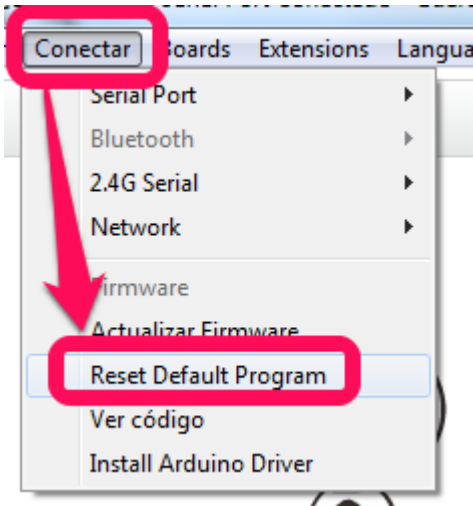 Conectar Boards Extensions Langua
Serial Port
Bluetooth
2.4G Serial
Network
Firmware
Actualizar Firmware
Reset Default Program
Ver código
Install Arduino Driver